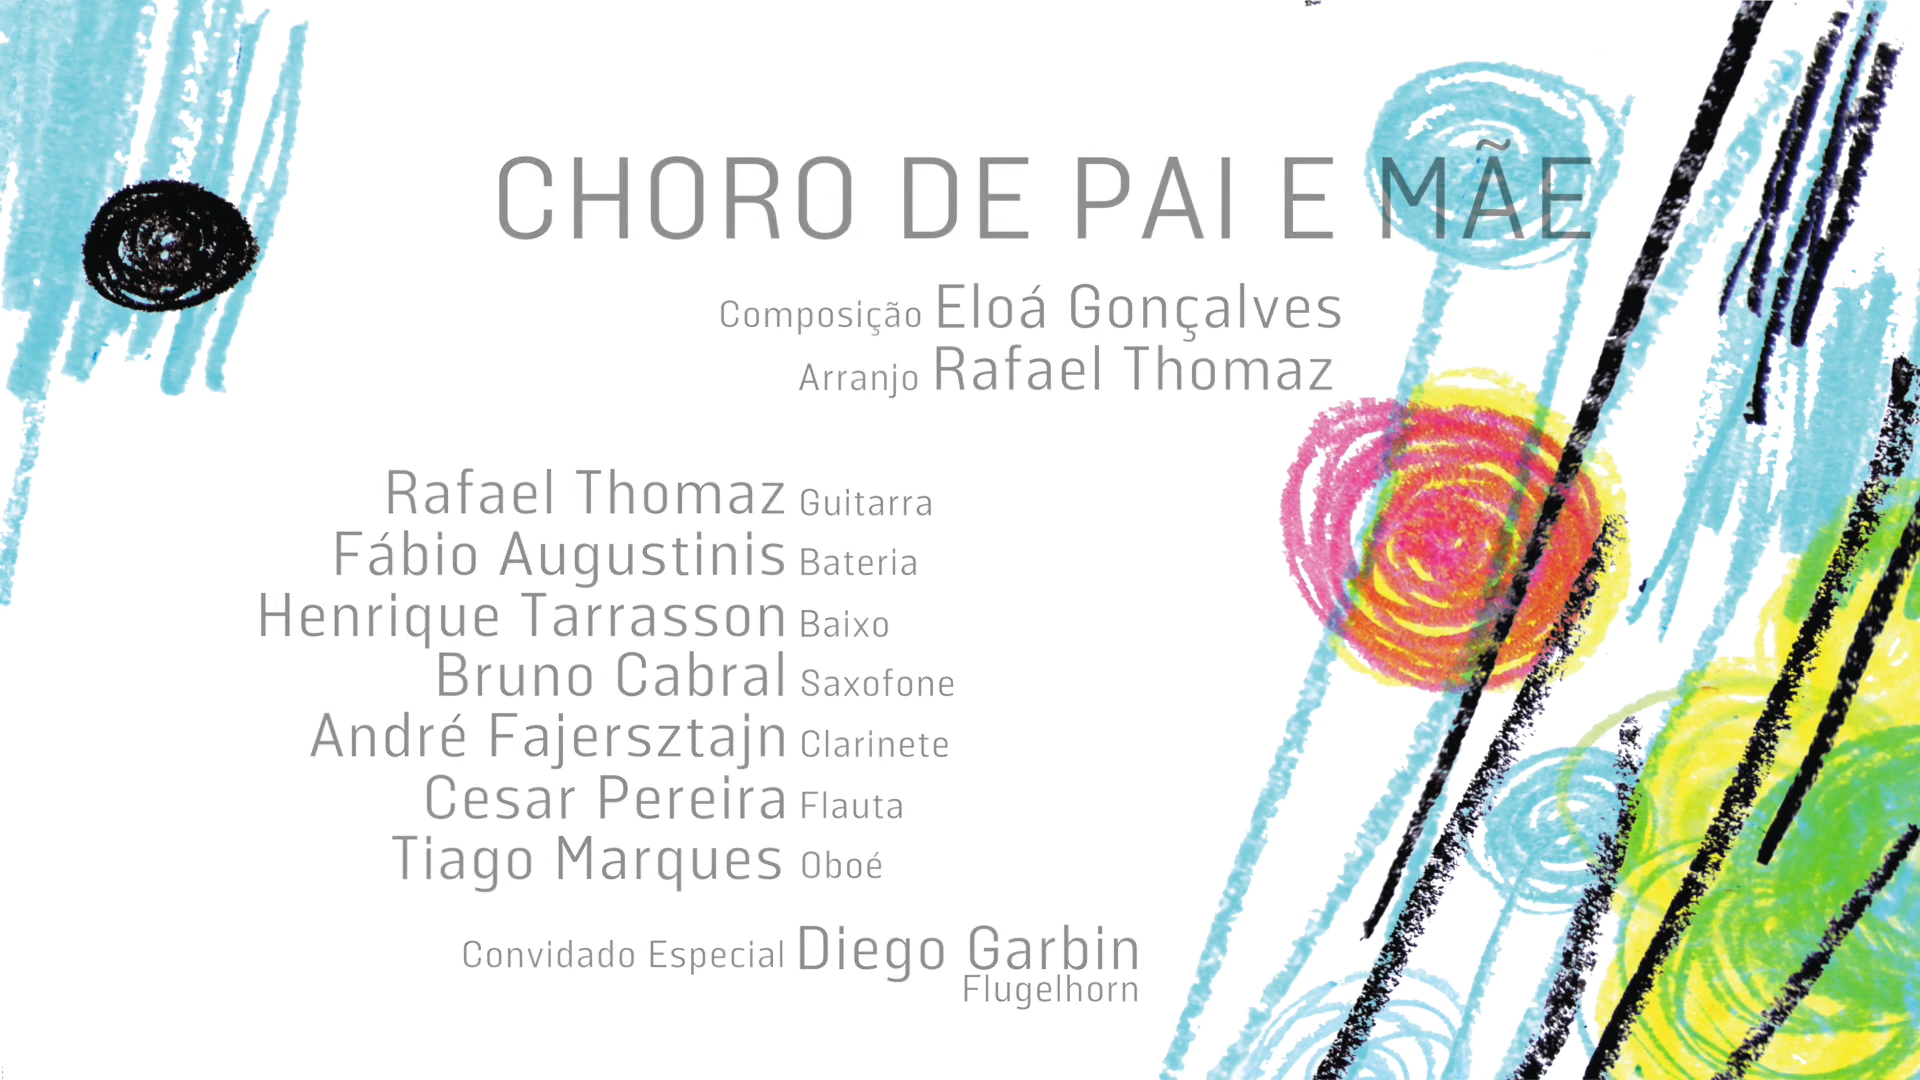 CHORO DE PAI E MÃE
Composição Eloá Gonçalves
Arranjo Rafael Thomaz
Rafael Thomaz Guitarra
Fábio Augustinis Bateria
Henrique Tarrasson Baixo
Bruno Cabral Saxofone
André Fajersztajn Clarinete
Cesar Pereira Flauta
Tiago Marques Oboé
Convidado Especial Diego Garbin
Flugelhorn